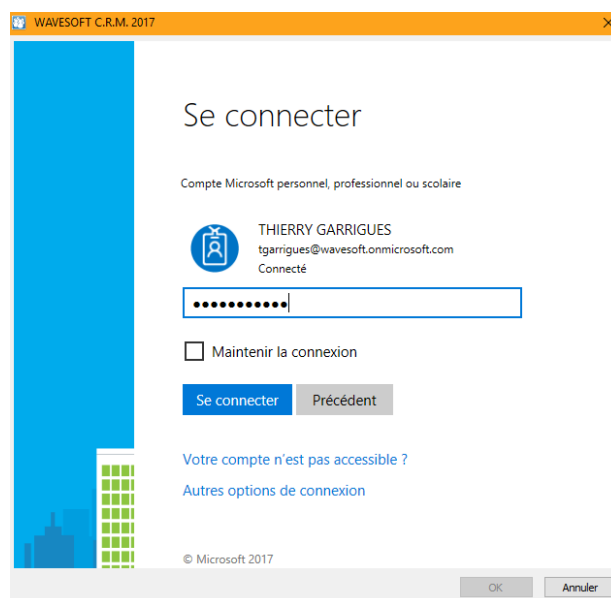 WAVESOFT C.R.M. 2017
Se connecter
Compte Microsoft personnel, professionnel ou scolaire
THIERRY GARRIGUES
tgarrigues@wavesoft.onmicrosoft.com
Connecté
●●●●●●●●●●●
Maintenir la connexion
Se connecter Précédent
Votre compte n'est pas accessible ?
Autres options de connexion
© Microsoft 2017
OK Annuler